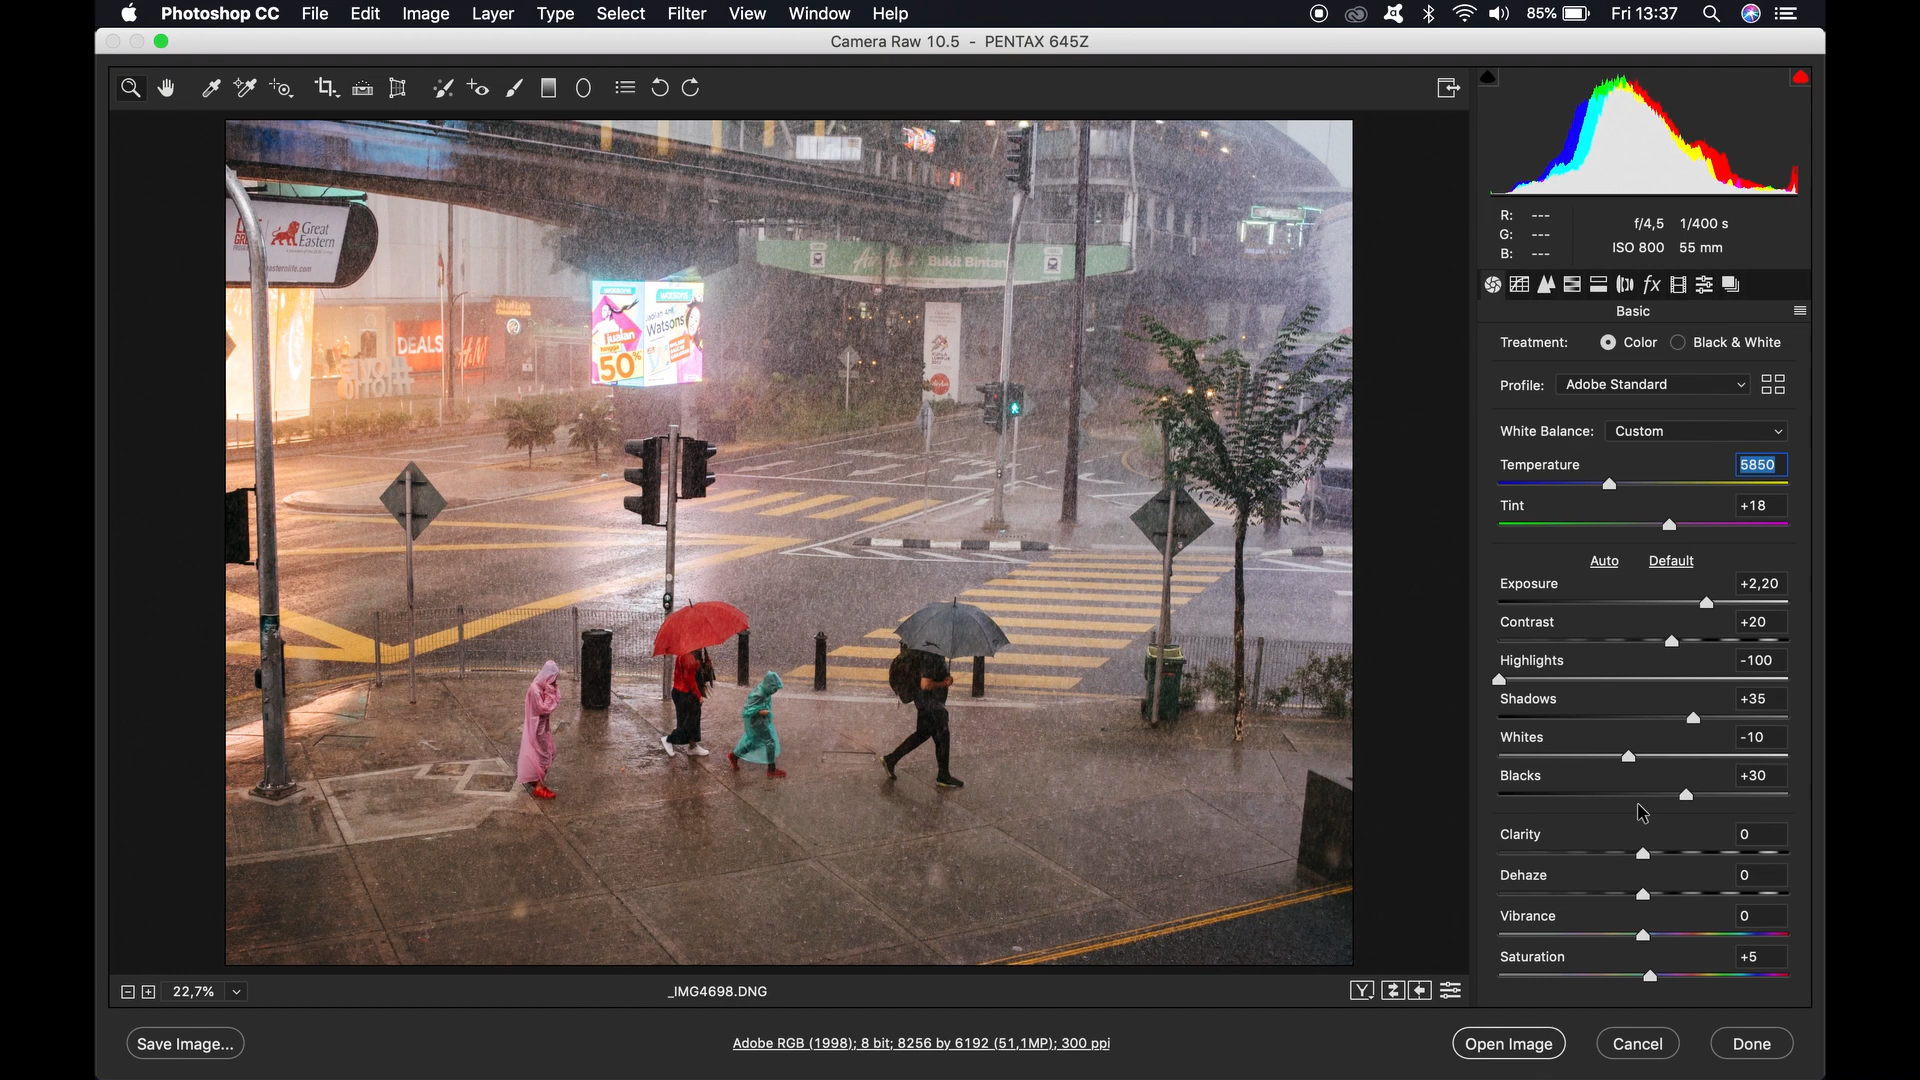 Photoshop CC File Edit Image Layer Type Select Filter View Window Help 85% Fri 13:37
Camera Raw 10.5 - PENTAX 645Z
R: ---
G: ---
B: ---
f/4,5 1/400 s
ISO 800 55 mm
fx
Basic
Treatment: Color Black & White
Profile: Adobe Standard
White Balance: Custom
Temperature 5850
Tint +18
Auto Default
Exposure +2,20
Contrast +20
Highlights -100
Shadows +35
Whites -10
Blacks +30
Clarity 0
Dehaze 0
Vibrance 0
Saturation +5
Great
Eastern
Bukit Bintang
watsons
watsons
Watsons
Jualan
50%
DEALS
H&M
22,7%
_IMG4698.DNG
Y
Save Image...
Adobe RGB (1998); 8 bit; 8256 by 6192 (51,1MP); 300 ppi
Open Image
Cancel
Done